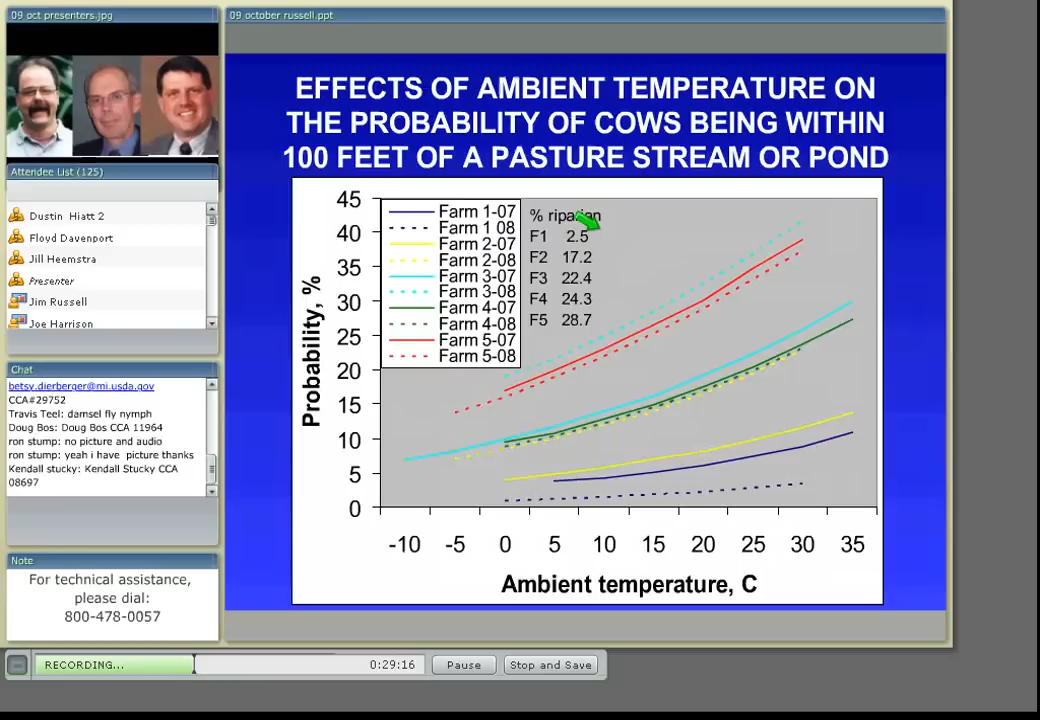 09 oct presenters.jpg
09 october russell.ppt
Attendee List (125)
Dustin Hiatt 2
Floyd Davenport
Jill Heemstra
Presenter
Jim Russell
Joe Harrison
Chat
betsy.dierberger@mi.usda.gov
CCA#29752
Travis Teel: damsel fly nymph
Doug Bos: Doug Bos CCA 11964
ron stump: no picture and audio
ron stump: yeah i have picture thanks
Kendall stucky: Kendall Stucky CCA
08697
Note
For technical assistance,
please dial:
800-478-0057
EFFECTS OF AMBIENT TEMPERATURE ON
THE PROBABILITY OF COWS BEING WITHIN
100 FEET OF A PASTURE STREAM OR POND
Probability, %
45
40
35
30
25
20
15
10
5
0
Farm 1-07
Farm 1 08
Farm 2-07
Farm 2-08
Farm 3-07
Farm 3-08
Farm 4-07
Farm 4-08
Farm 5-07
Farm 5-08
% riparian
F1 2.5
F2 17.2
F3 22.4
F4 24.3
F5 28.7
-10 -5 0 5 10 15 20 25 30 35
Ambient temperature, C
RECORDING...
0:29:16
Pause
Stop and Save